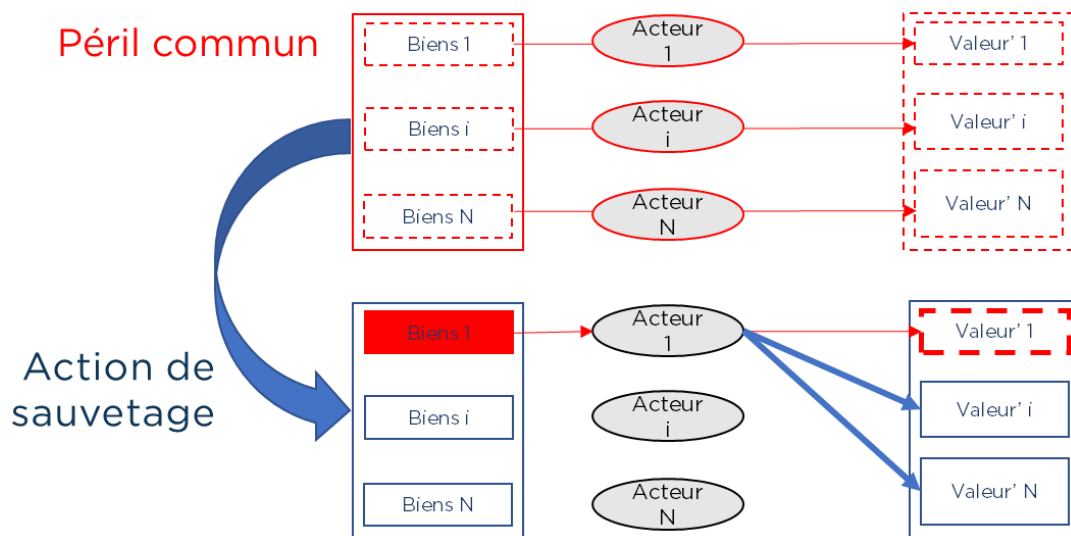 Péril commun
Biens 1
Acteur
1
Valeur' 1
Biens i
Acteur
i
Valeur' i
Biens N
Acteur
N
Valeur' N
Action de
sauvetage
Biens 1
Acteur
1
Valeur' 1
Biens i
Acteur
i
Valeur' i
Biens N
Acteur
N
Valeur' N